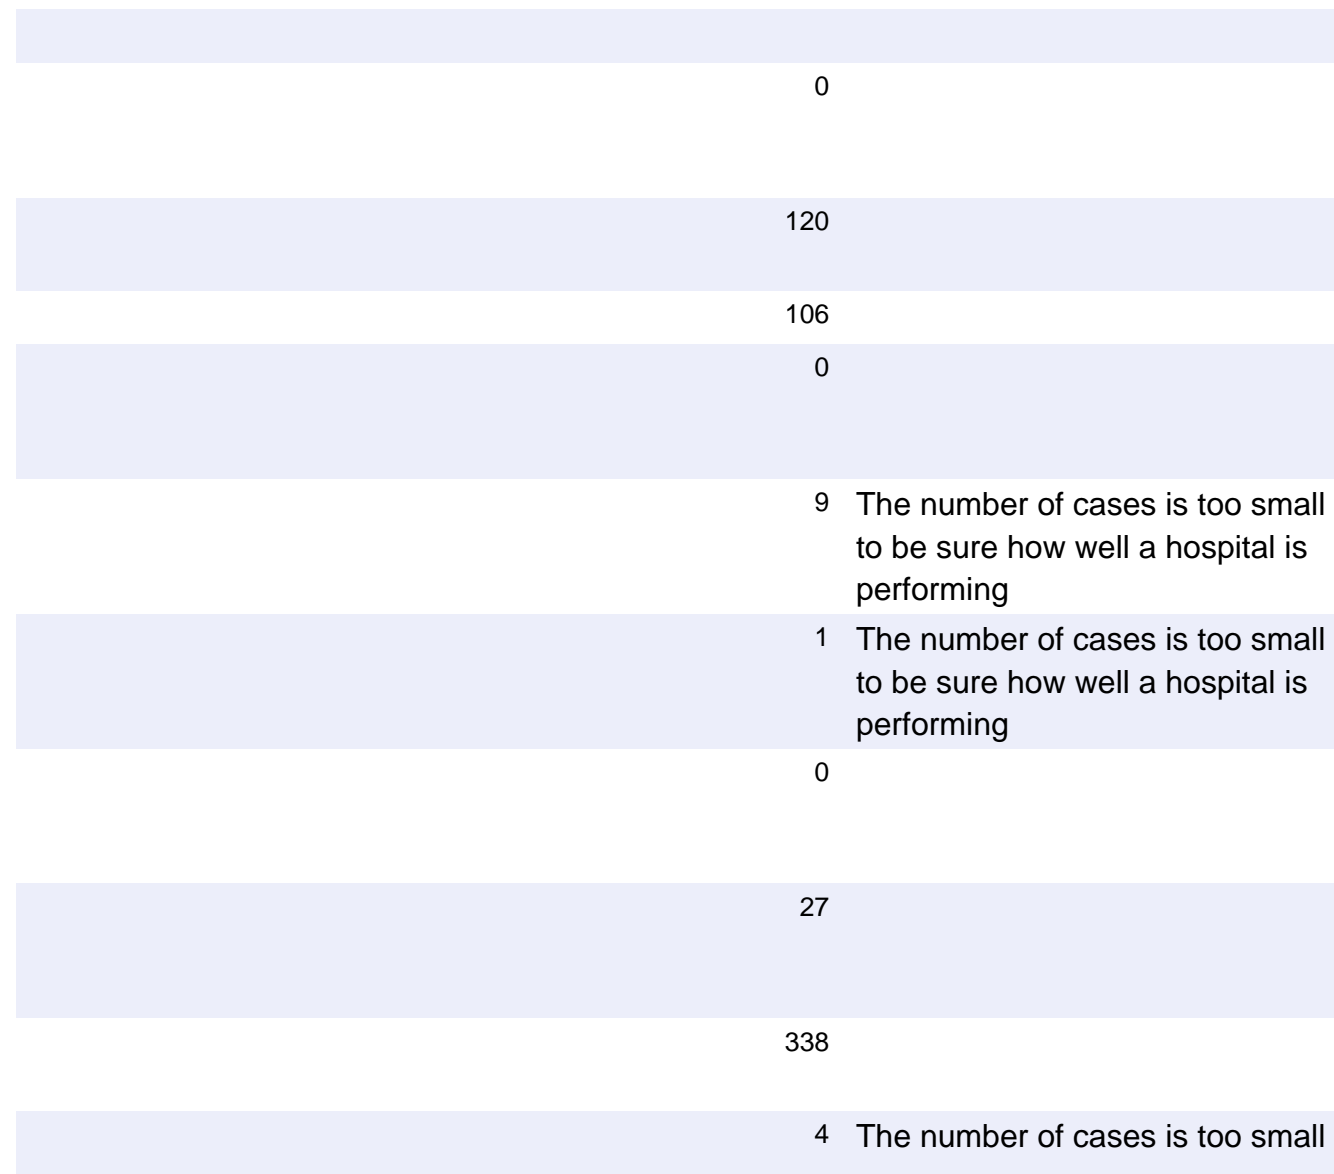 0
120
106
0
9 The number of cases is too small
to be sure how well a hospital is
performing
1 The number of cases is too small
to be sure how well a hospital is
performing
0
27
338
4 The number of cases is too small